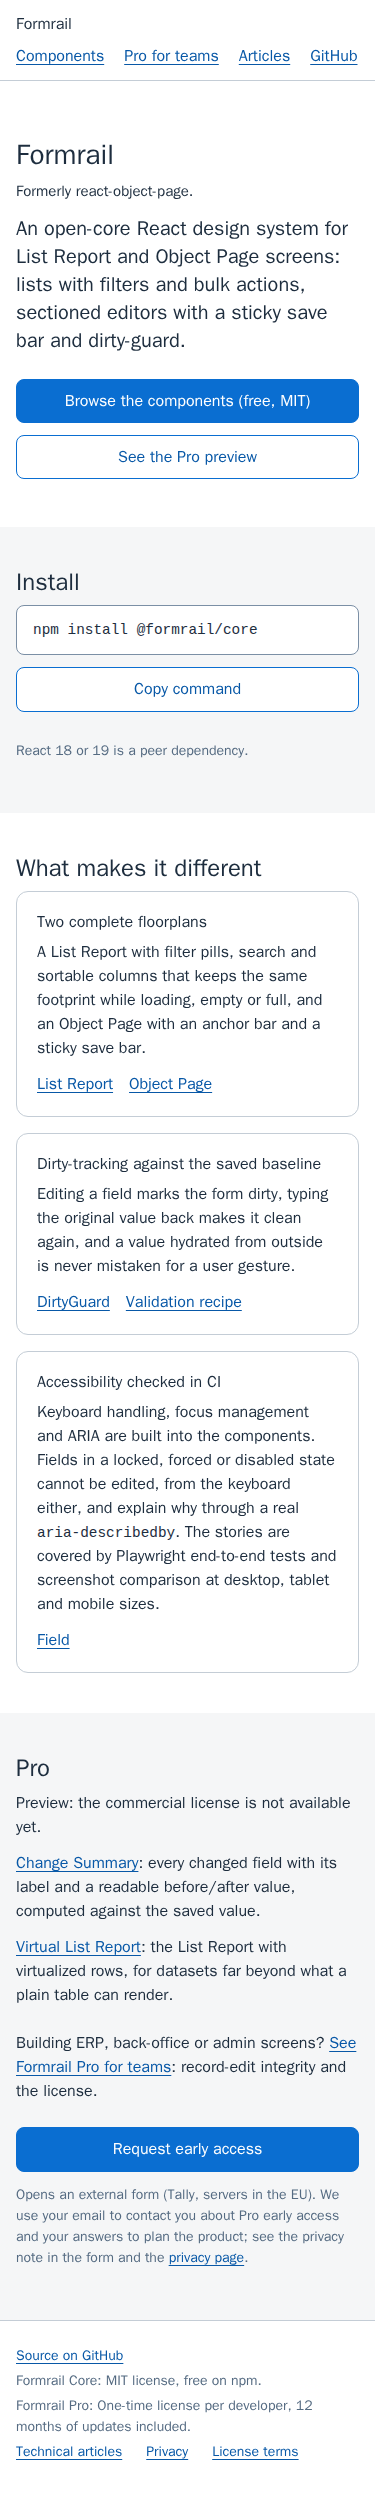 Formrail
Components Pro for teams Articles GitHub
Formrail
Formerly react-object-page.
An open-core React design system for
List Report and Object Page screens:
lists with filters and bulk actions,
sectioned editors with a sticky save
bar and dirty-guard.
Browse the components (free, MIT)
See the Pro preview
Install
npm install @formrail/core
Copy command
React 18 or 19 is a peer dependency.
What makes it different
Two complete floorplans
A List Report with filter pills, search and
sortable columns that keeps the same
footprint while loading, empty or full, and
an Object Page with an anchor bar and a
sticky save bar.
List Report Object Page
Dirty-tracking against the saved baseline
Editing a field marks the form dirty, typing
the original value back makes it clean
again, and a value hydrated from outside
is never mistaken for a user gesture.
DirtyGuard Validation recipe
Accessibility checked in CI
Keyboard handling, focus management
and ARIA are built into the components.
Fields in a locked, forced or disabled state
cannot be edited, from the keyboard
either, and explain why through a real
aria-describedby. The stories are
covered by Playwright end-to-end tests and
screenshot comparison at desktop, tablet
and mobile sizes.
Field
Pro
Preview: the commercial license is not available
yet.
Change Summary: every changed field with its
label and a readable before/after value,
computed against the saved value.
Virtual List Report: the List Report with
virtualized rows, for datasets far beyond what a
plain table can render.
Building ERP, back-office or admin screens? See
Formrail Pro for teams: record-edit integrity and
the license.
Request early access
Opens an external form (Tally, servers in the EU). We
use your email to contact you about Pro early access
and your answers to plan the product; see the privacy
note in the form and the privacy page.
Source on GitHub
Formrail Core: MIT license, free on npm.
Formrail Pro: One-time license per developer, 12
months of updates included.
Technical articles Privacy License terms